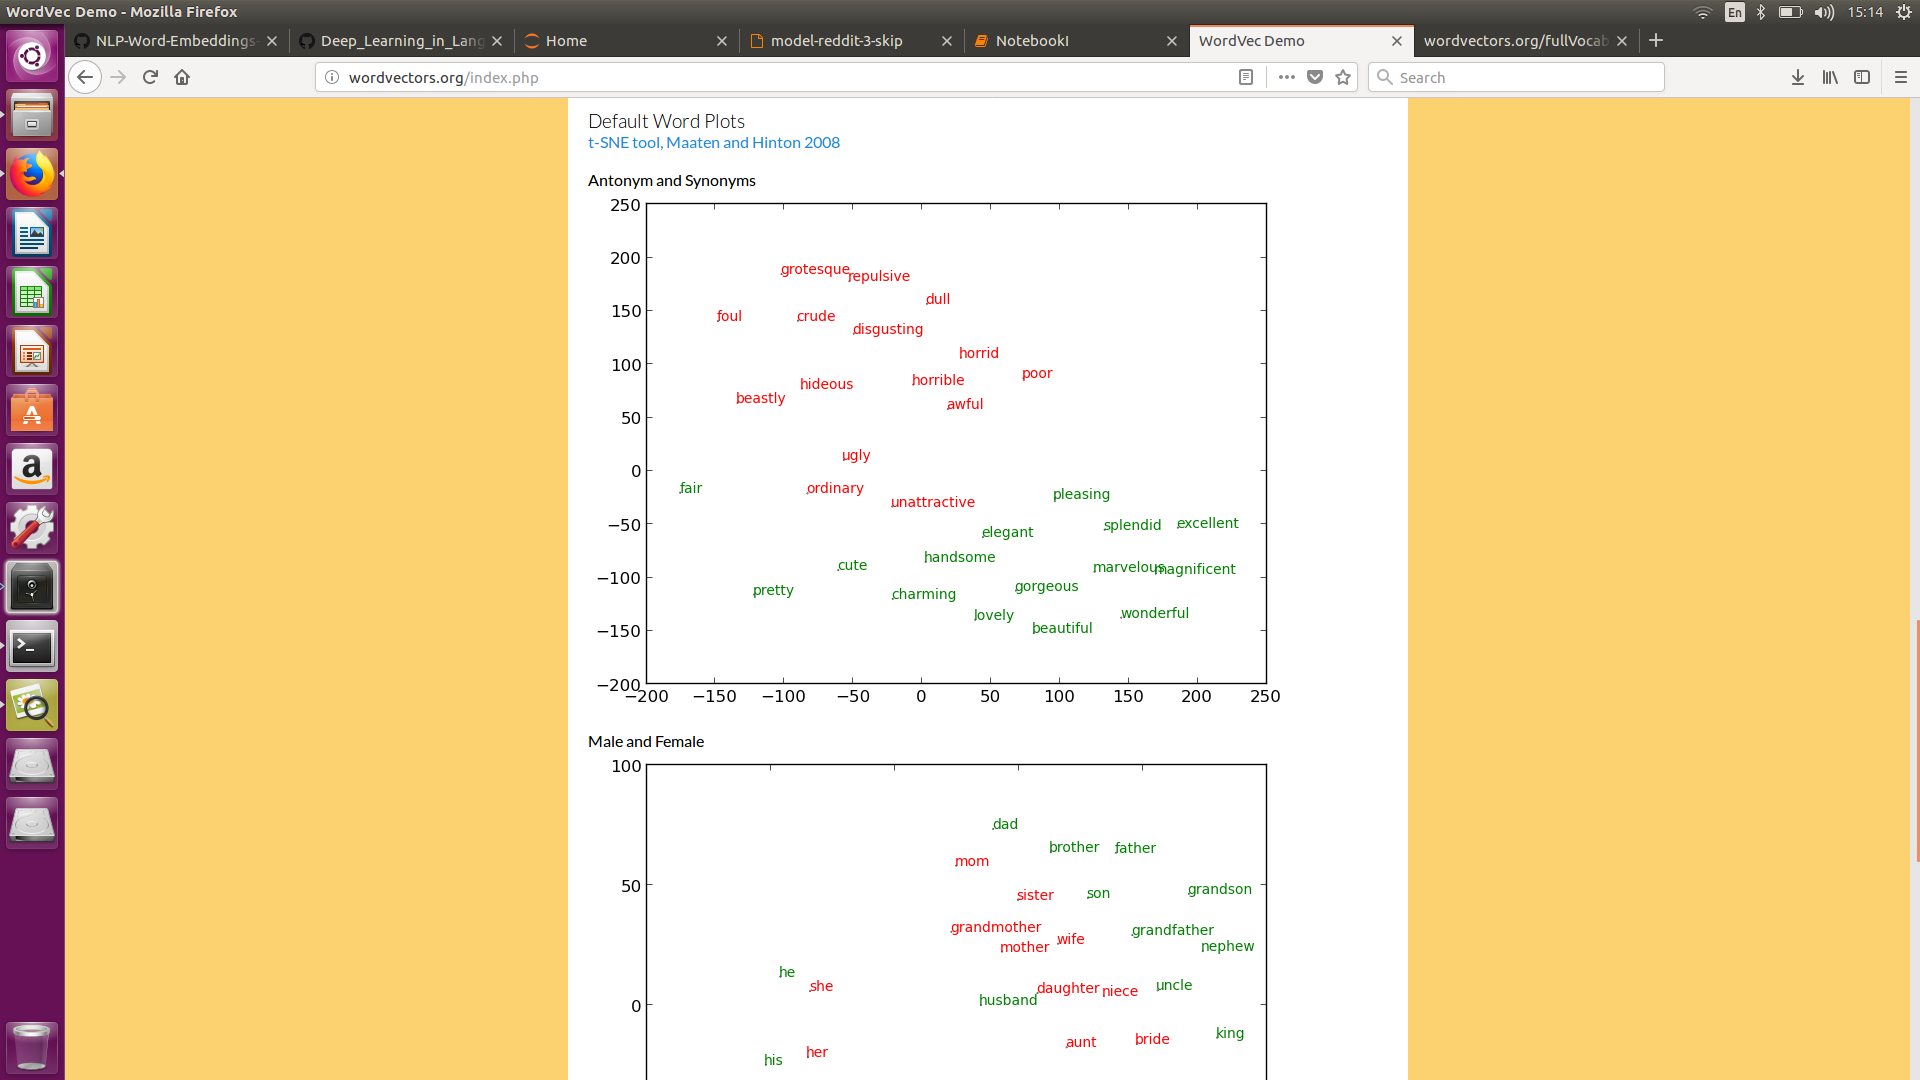 WordVec Demo - Mozilla Firefox
En
15:14
NLP-Word-Embeddings-
Deep_Learning_in_Lang
Home
model-reddit-3-skip
NotebookI
WordVec Demo
wordvectors.org/fullVocab
wordvectors.org/index.php
Search
Default Word Plots
t-SNE tool, Maaten and Hinton 2008
Antonym and Synonyms
250
200
grotesque
repulsive
dull
150
foul
crude
disgusting
horrid
100
poor
hideous
horrible
beastly
awful
50
ugly
0
fair
ordinary
pleasing
unattractive
−50
elegant
splendid
excellent
handsome
cute
marvelous
magnificent
−100
pretty
charming
gorgeous
lovely
wonderful
beautiful
−150
−200
−200 −150 −100 −50 0 50 100 150 200 250
Male and Female
100
dad
brother
father
mom
50
sister
son
grandson
grandmother
grandfather
mother
wife
nephew
he
she
daughter
niece
uncle
husband
0
aunt
bride
king
his
her